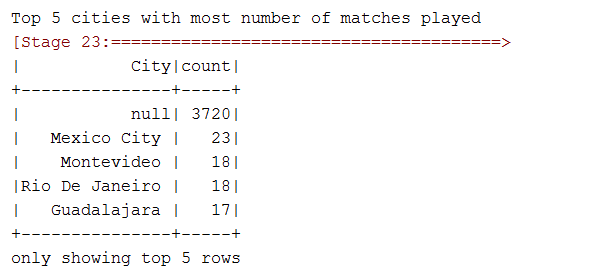 Top 5 cities with most number of matches played
[Stage 23:=======================================>
|           City|count|
+---------------+-----+
|           null| 3720|
|   Mexico City |   23|
|    Montevideo |   18|
|Rio De Janeiro |   18|
|   Guadalajara |   17|
+---------------+-----+
only showing top 5 rows